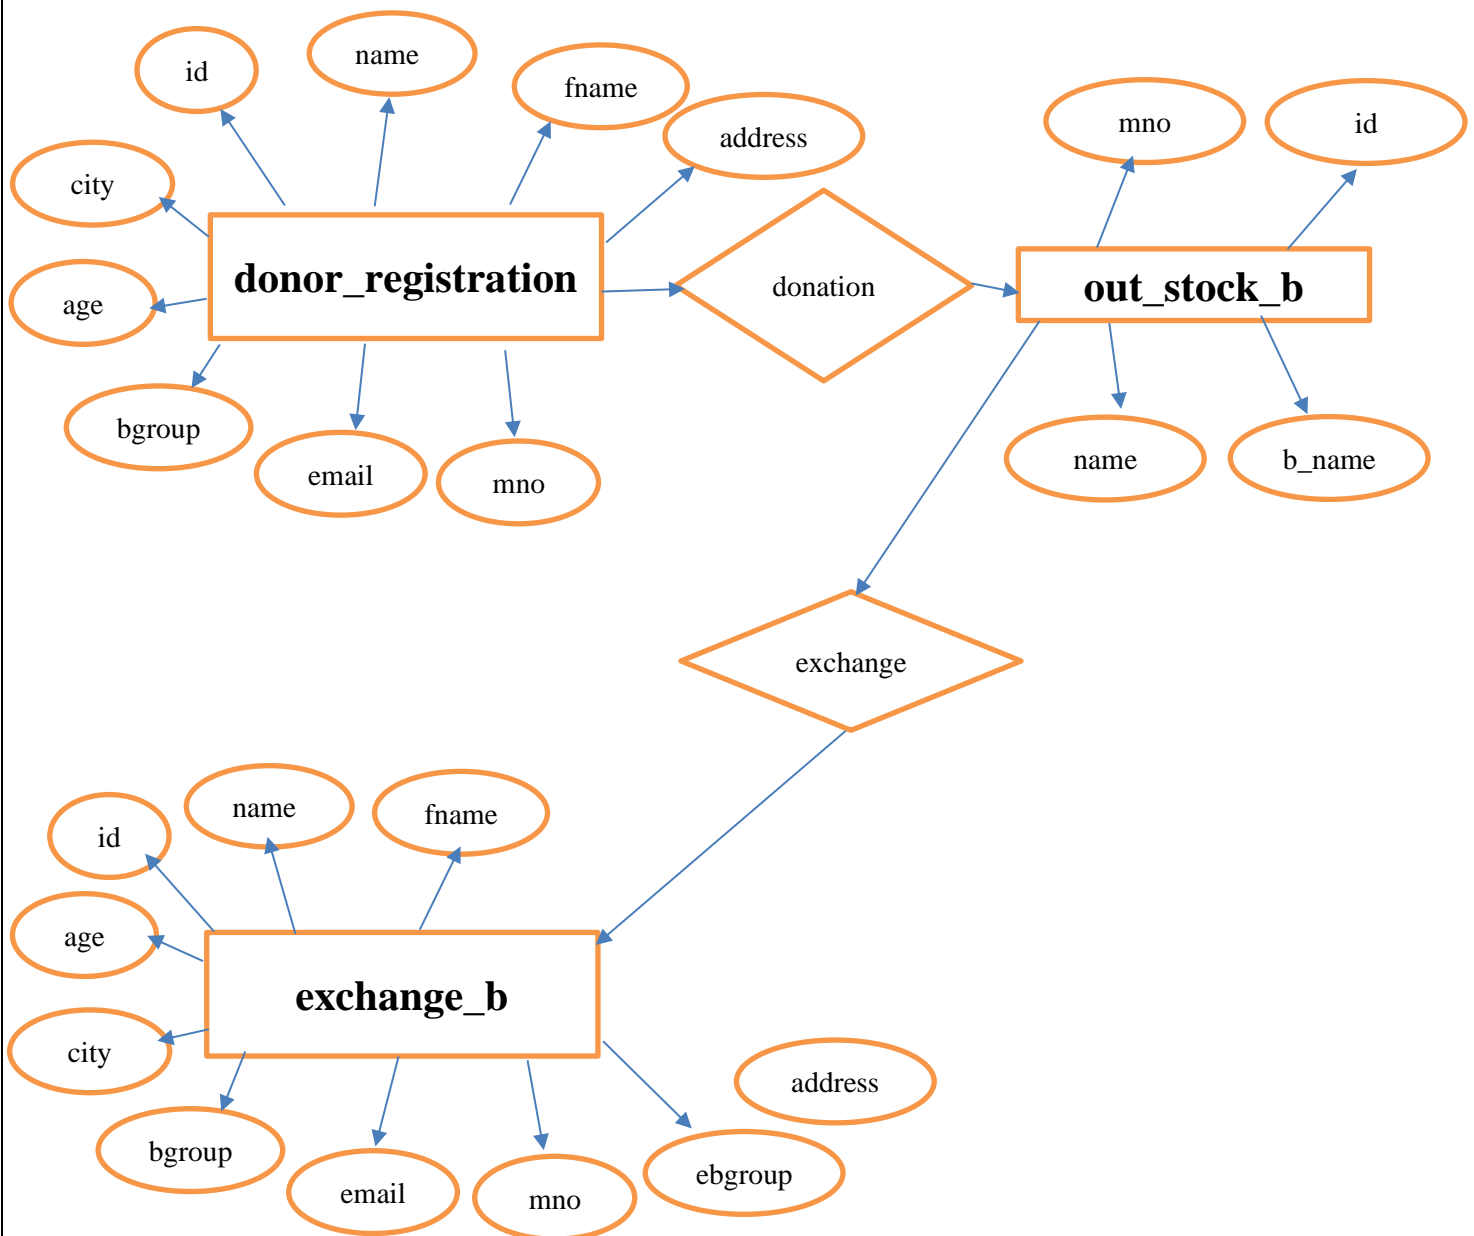 id
name
fname
address
mno
id
city
donor_registration
donation
out_stock_b
age
bgroup
email
mno
name
b_name
exchange
id
name
fname
age
exchange_b
city
address
bgroup
email
mno
ebgroup